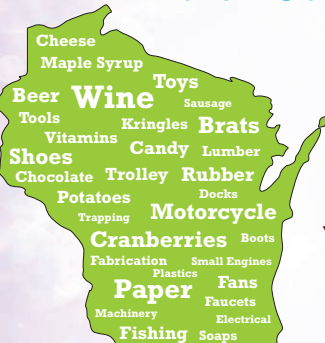 Cheese
Maple Syrup
Toys
Beer Wine Sausage
Tools Kringles Brats
Vitamins Candy Lumber
Shoes
Chocolate Trolley Rubber
Potatoes Docks
Trapping Motorcycle
Cranberries Boots
Fabrication Small Engines
Plastics
Paper Fans
Faucets
Machinery Electrical
Fishing Soaps